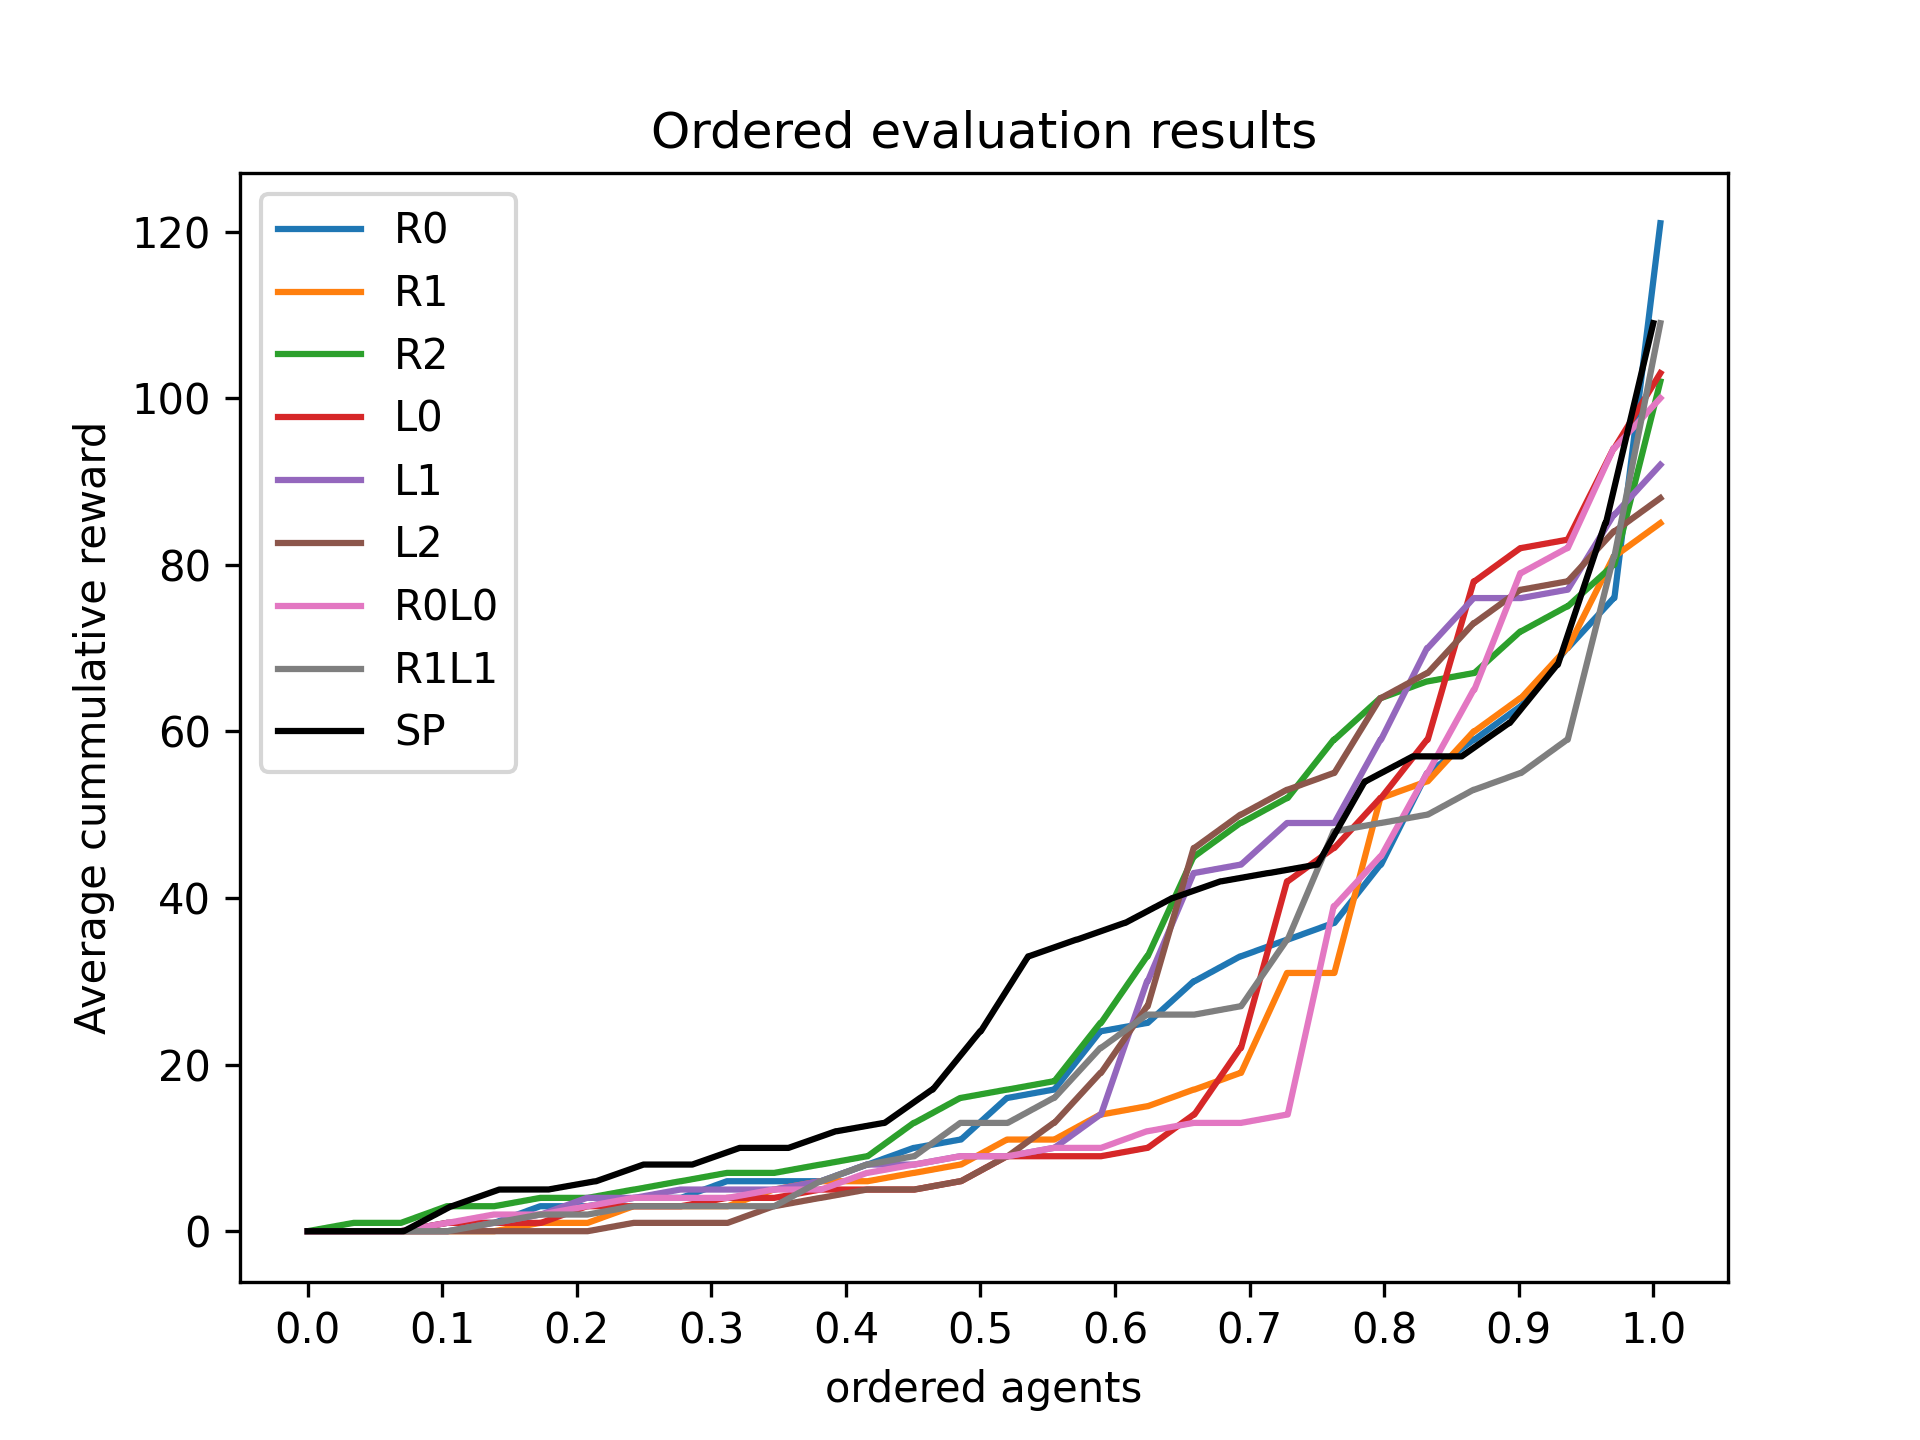 Ordered evaluation results
120
100
80
60
40
20
0
Average cummulative reward
R0
R1
R2
L0
L1
L2
R0L0
R1L1
SP
0.0 0.1 0.2 0.3 0.4 0.5 0.6 0.7 0.8 0.9 1.0
ordered agents